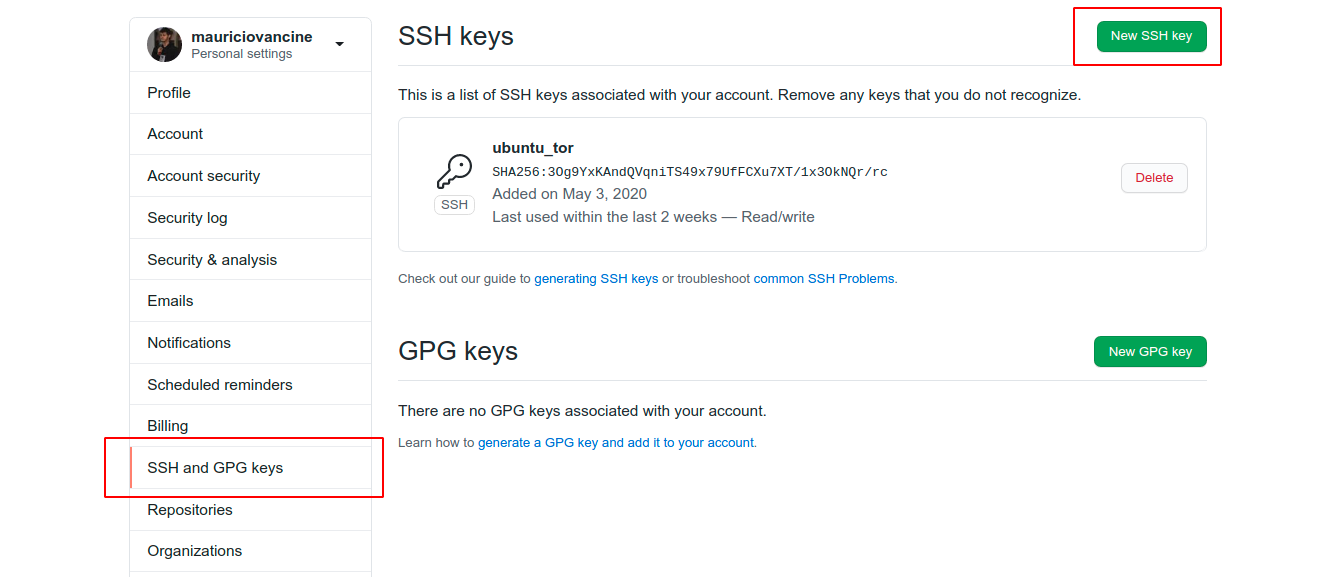 mauriciovancine
Personal settings
Profile
Account
Account security
Security log
Security & analysis
Emails
Notifications
Scheduled reminders
Billing
SSH and GPG keys
Repositories
Organizations
SSH keys
New SSH key
This is a list of SSH keys associated with your account. Remove any keys that you do not recognize.
ubuntu_tor
SHA256:3Og9YxKAndQVqniTS49x79UfFCXu7XT/1x3OkNQr/rc
Added on May 3, 2020
Last used within the last 2 weeks — Read/write
SSH
Delete
Check out our guide to generating SSH keys or troubleshoot common SSH Problems.
GPG keys
New GPG key
There are no GPG keys associated with your account.
Learn how to generate a GPG key and add it to your account.